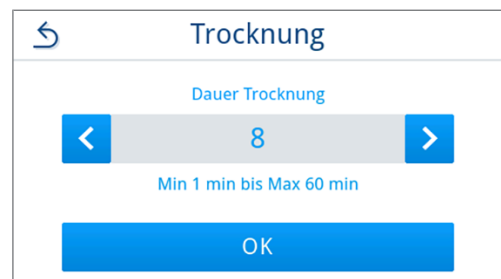 Trocknung
Dauer Trocknung
8
Min 1 min bis Max 60 min
OK